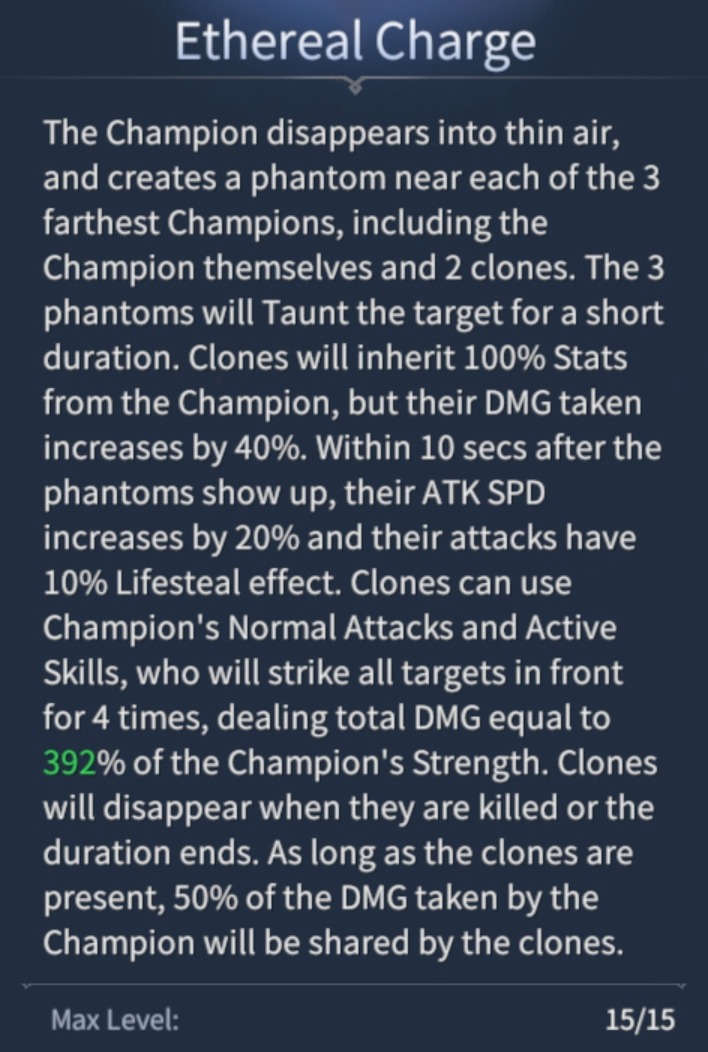 Ethereal Charge
The Champion disappears into thin air,
and creates a phantom near each of the 3
farthest Champions, including the
Champion themselves and 2 clones. The 3
phantoms will Taunt the target for a short
duration. Clones will inherit 100% Stats
from the Champion, but their DMG taken
increases by 40%. Within 10 secs after the
phantoms show up, their ATK SPD
increases by 20% and their attacks have
10% Lifesteal effect. Clones can use
Champion's Normal Attacks and Active
Skills, who will strike all targets in front
for 4 times, dealing total DMG equal to
392% of the Champion's Strength. Clones
will disappear when they are killed or the
duration ends. As long as the clones are
present, 50% of the DMG taken by the
Champion will be shared by the clones.
Max Level: 15/15